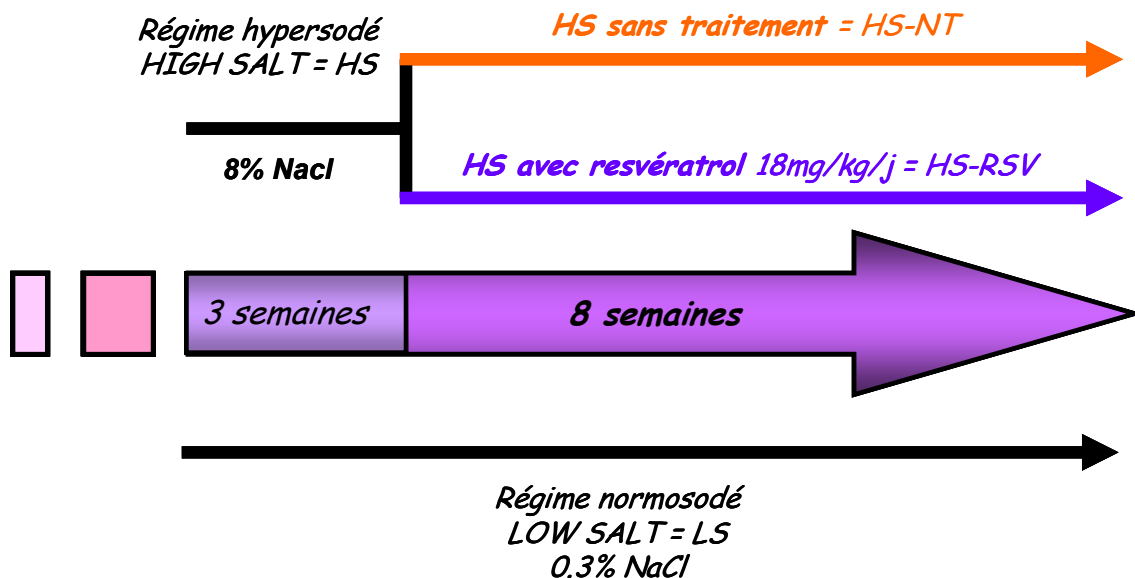 Régime hypersodé
HIGH SALT = HS
HS sans traitement = HS-NT
8% Nacl
HS avec resvératrol 18mg/kg/j = HS-RSV
3 semaines
8 semaines
Régime normosodé
LOW SALT = LS
0.3% NaCl